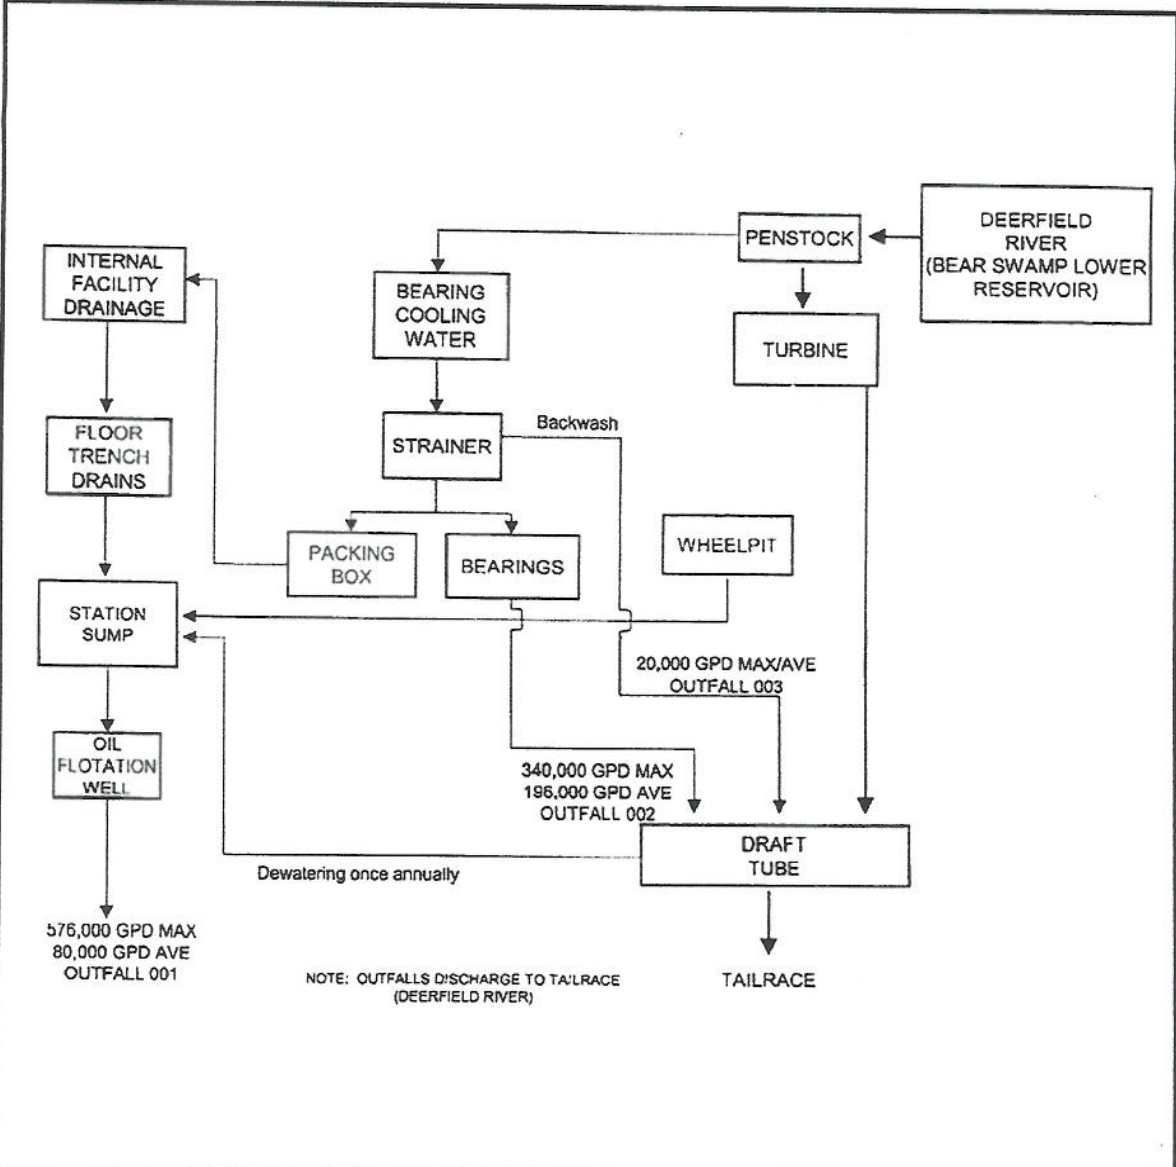 DEERFIELD
RIVER
(BEAR SWAMP LOWER
RESERVOIR)
PENSTOCK
TURBINE
BEARING
COOLING
WATER
STRAINER
Backwash
PACKING
BOX
BEARINGS
WHEELPIT
INTERNAL
FACILITY
DRAINAGE
FLOOR
TRENCH
DRAINS
STATION
SUMP
OIL
FLOTATION
WELL
576,000 GPD MAX
80,000 GPD AVE
OUTFALL 001
20,000 GPD MAX/AVE
OUTFALL 003
340,000 GPD MAX
196,000 GPD AVE
OUTFALL 002
DRAFT
TUBE
Dewatering once annually
TAILRACE
NOTE: OUTFALLS DISCHARGE TO TAILRACE
(DEERFIELD RIVER)